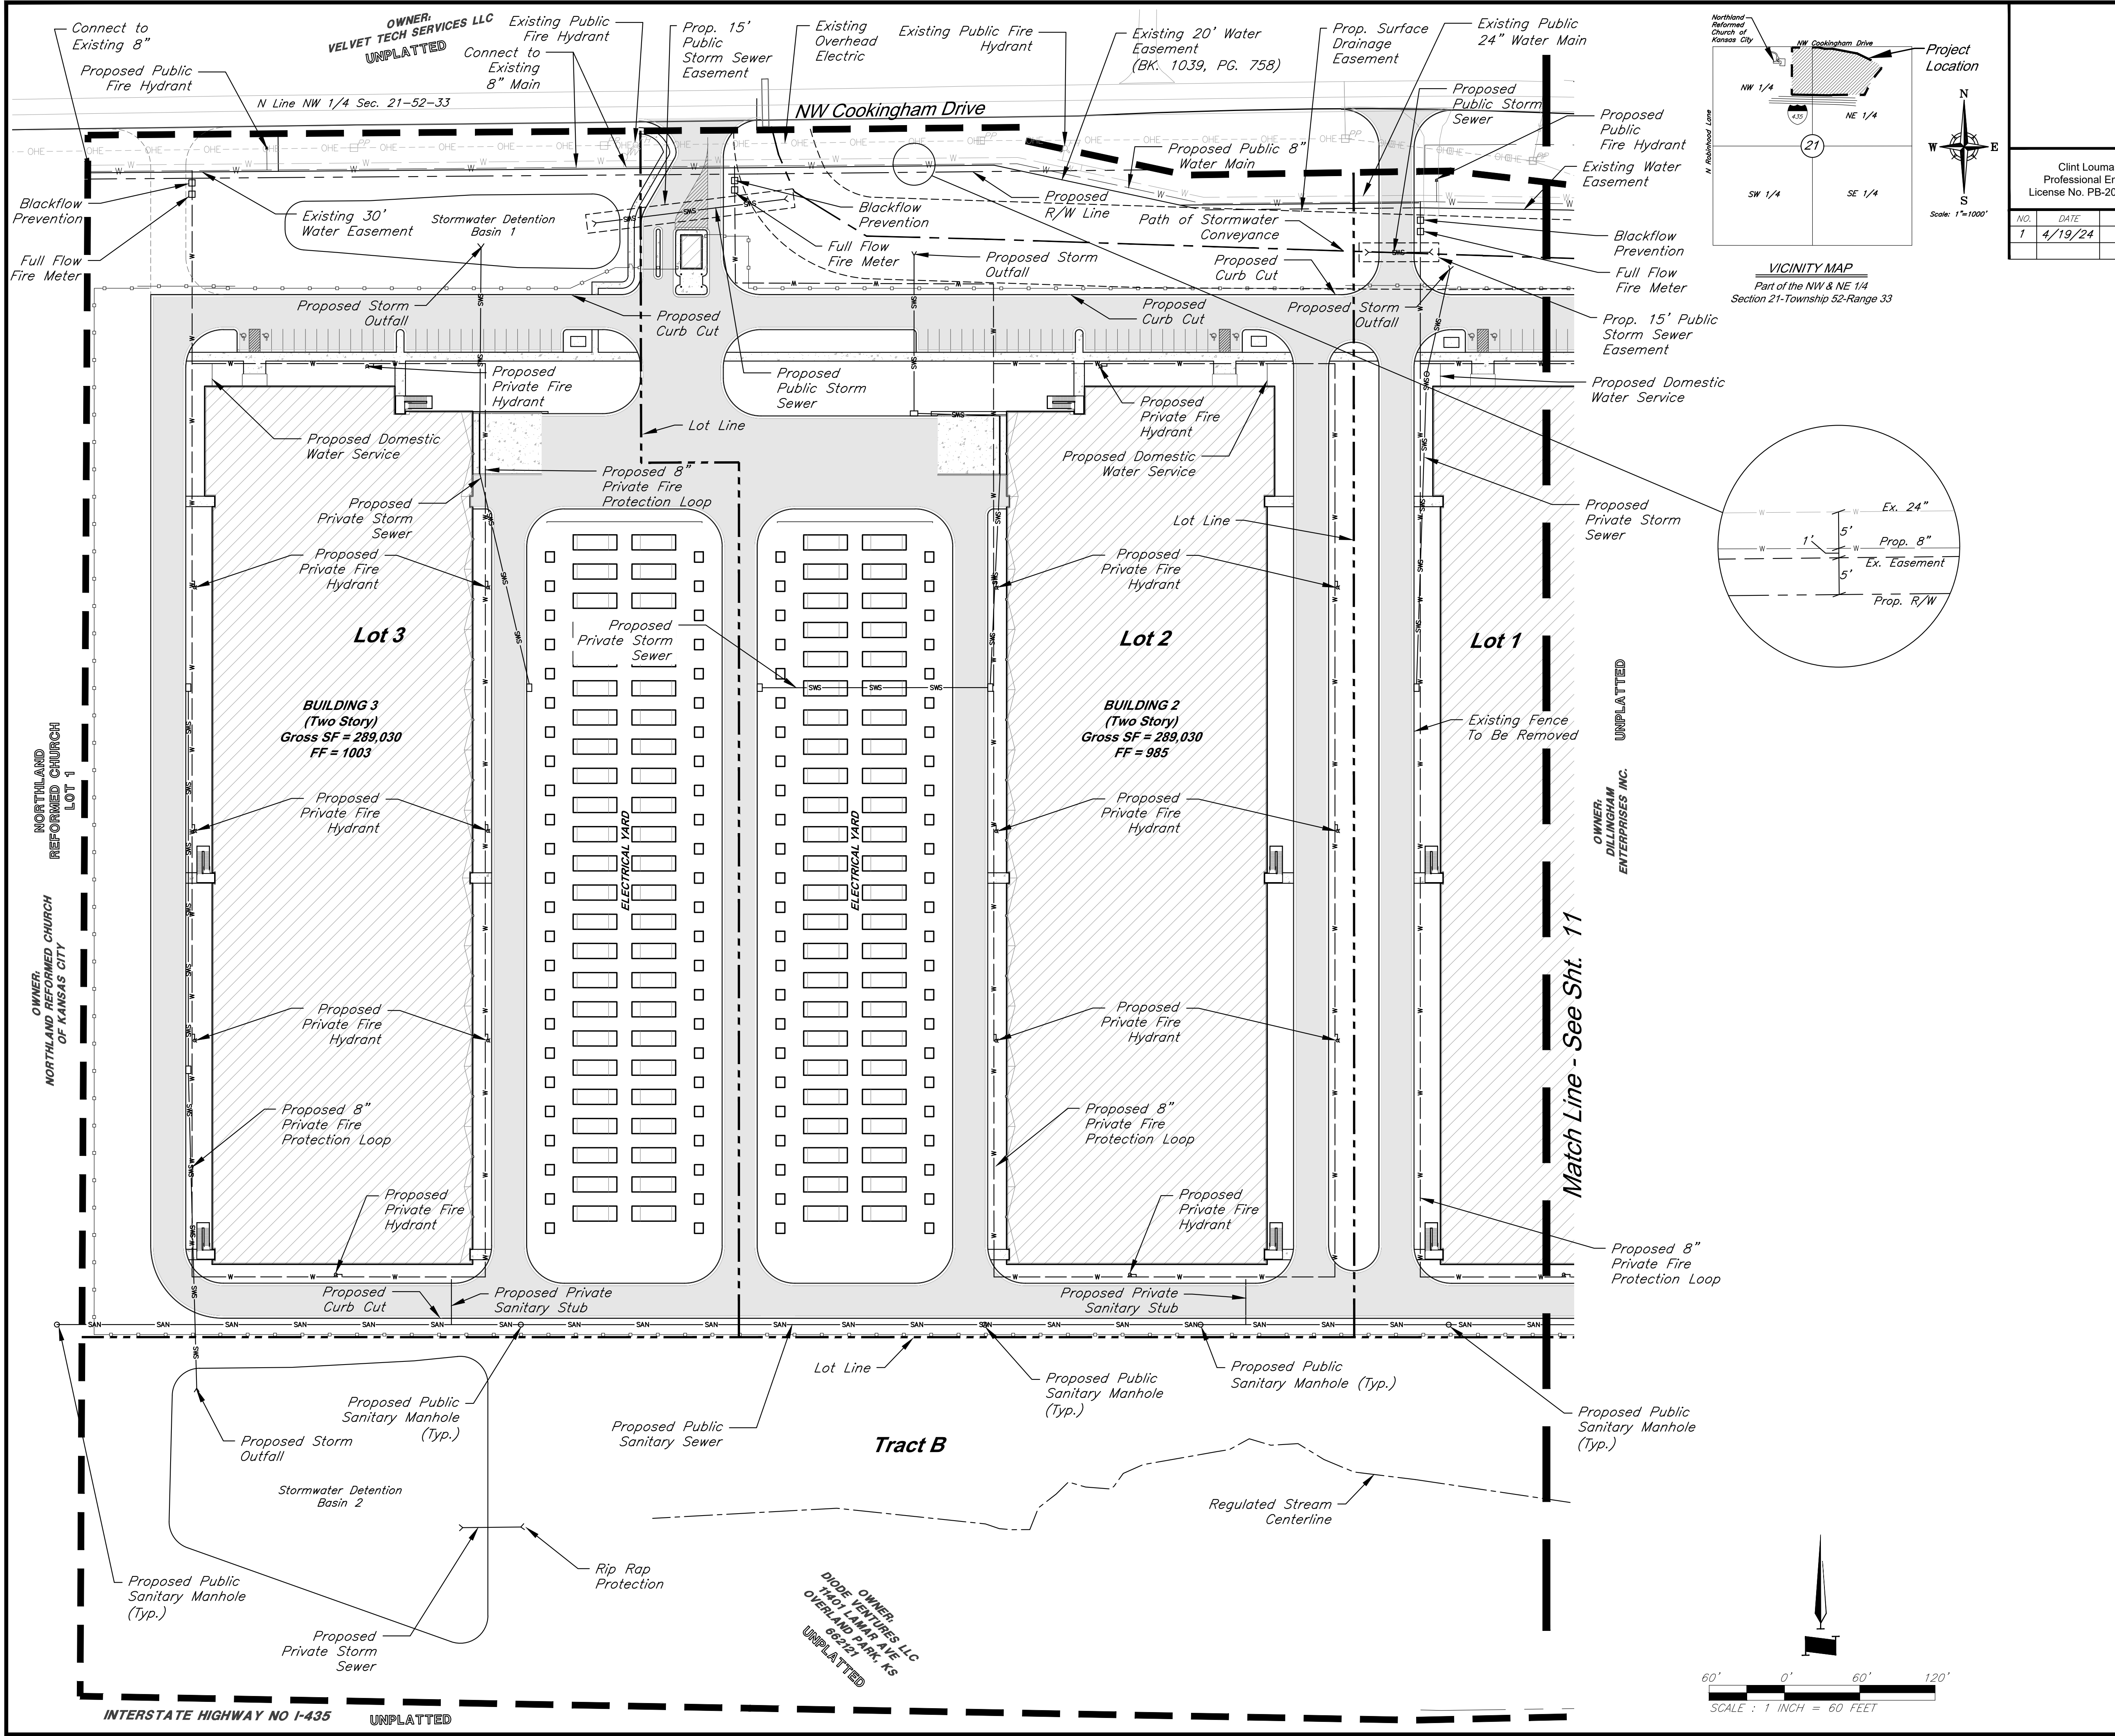 Connect to
Existing 8"
Proposed Public
Fire Hydrant
OWNER:
VELVET TECH SERVICES LLC
UNPLATTED
Existing Public
Fire Hydrant
Connect to
Existing
8" Main
Prop. 15'
Public
Storm Sewer
Easement
Existing
Overhead
Electric
Existing Public Fire
Hydrant
Existing 20' Water
Easement
(BK. 1039, PG. 758)
Prop. Surface
Drainage
Easement
Existing Public
24" Water Main
N Line NW 1/4 Sec. 21-52-33
NW Cookingham Drive
Proposed
Public Storm
Sewer
Proposed
Public
Fire Hydrant
Proposed Public 8"
Water Main
Existing Water
Easement
Blackflow
Prevention
Full Flow
Fire Meter
Existing 30'
Water Easement
Stormwater Detention
Basin 1
Blackflow
Prevention
Full Flow
Fire Meter
Proposed
R/W Line
Path of Stormwater
Conveyance
Proposed Storm
Outfall
Proposed
Curb Cut
Blackflow
Prevention
Full Flow
Fire Meter
Proposed Storm
Outfall
Proposed
Curb Cut
Proposed
Curb Cut
Proposed Storm
Outfall
Prop. 15' Public
Storm Sewer
Easement
Proposed
Private Fire
Hydrant
Proposed
Public Storm
Sewer
Proposed
Private Fire
Hydrant
Proposed Domestic
Water Service
Proposed Domestic
Water Service
Lot Line
Proposed Domestic
Water Service
Proposed 8"
Private Fire
Protection Loop
Proposed
Private Storm
Sewer
Lot Line
Proposed
Private Storm
Sewer
Proposed
Private Fire
Hydrant
Proposed
Private Fire
Hydrant
Lot 3
Proposed
Private Storm
Sewer
Lot 2
Lot 1
BUILDING 3
(Two Story)
Gross SF = 289,030
FF = 1003
BUILDING 2
(Two Story)
Gross SF = 289,030
FF = 985
Existing Fence
To Be Removed
UNPLATTED
OWNER:
DILLINGHAM
ENTERPRISES INC.
NORTHLAND
REFORMED CHURCH
LOT 1
OWNER:
NORTHLAND REFORMED CHURCH
OF KANSAS CITY
Proposed
Private Fire
Hydrant
ELECTRICAL YARD
ELECTRICAL YARD
Proposed
Private Fire
Hydrant
Proposed
Private Fire
Hydrant
Proposed
Private Fire
Hydrant
Match Line - See Sht. 11
Proposed 8"
Private Fire
Protection Loop
Proposed 8"
Private Fire
Protection Loop
Proposed
Private Fire
Hydrant
Proposed
Private Fire
Hydrant
Proposed 8"
Private Fire
Protection Loop
Proposed
Curb Cut
Proposed Private
Sanitary Stub
Proposed Private
Sanitary Stub
Lot Line
Proposed Public
Sanitary Manhole
(Typ.)
Proposed Public
Sanitary Manhole (Typ.)
Proposed Public
Sanitary Manhole
(Typ.)
Proposed Public
Sanitary Sewer
Proposed Public
Sanitary Manhole
(Typ.)
Proposed Storm
Outfall
Tract B
Stormwater Detention
Basin 2
Regulated Stream
Centerline
Rip Rap
Protection
Proposed Public
Sanitary Manhole
(Typ.)
Proposed
Private Storm
Sewer
OWNER:
DIODE VENTURES LLC
11401 LAMAR AVE
OVERLAND PARK, KS
662121
UNPLATTED
INTERSTATE HIGHWAY NO I-435
UNPLATTED
Northland
Reformed
Church of
Kansas City
NW Cookingham Drive
Project
Location
NW 1/4
435
NE 1/4
N Robinhood Lane
21
SW 1/4
SE 1/4
N
W
E
S
Scale: 1"=1000'
VICINITY MAP
Part of the NW & NE 1/4
Section 21-Township 52-Range 33
Clint Louma
Professional En
License No. PB-20
NO. DATE
1 4/19/24
Ex. 24"
5'
1'
Prop. 8"
Ex. Easement
5'
Prop. R/W
60' 0' 60' 120'
SCALE : 1 INCH = 60 FEET